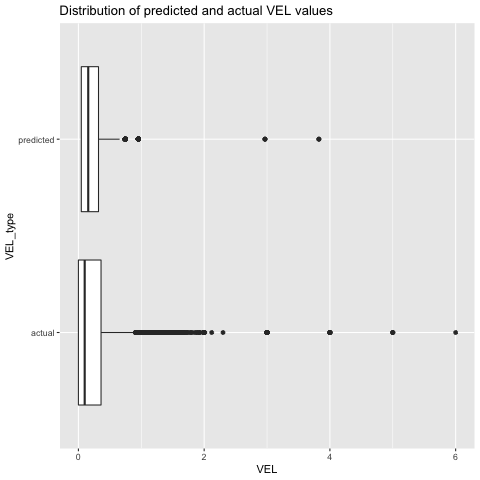 Distribution of predicted and actual VEL values
VEL_type
predicted
actual
0
2
4
6
VEL